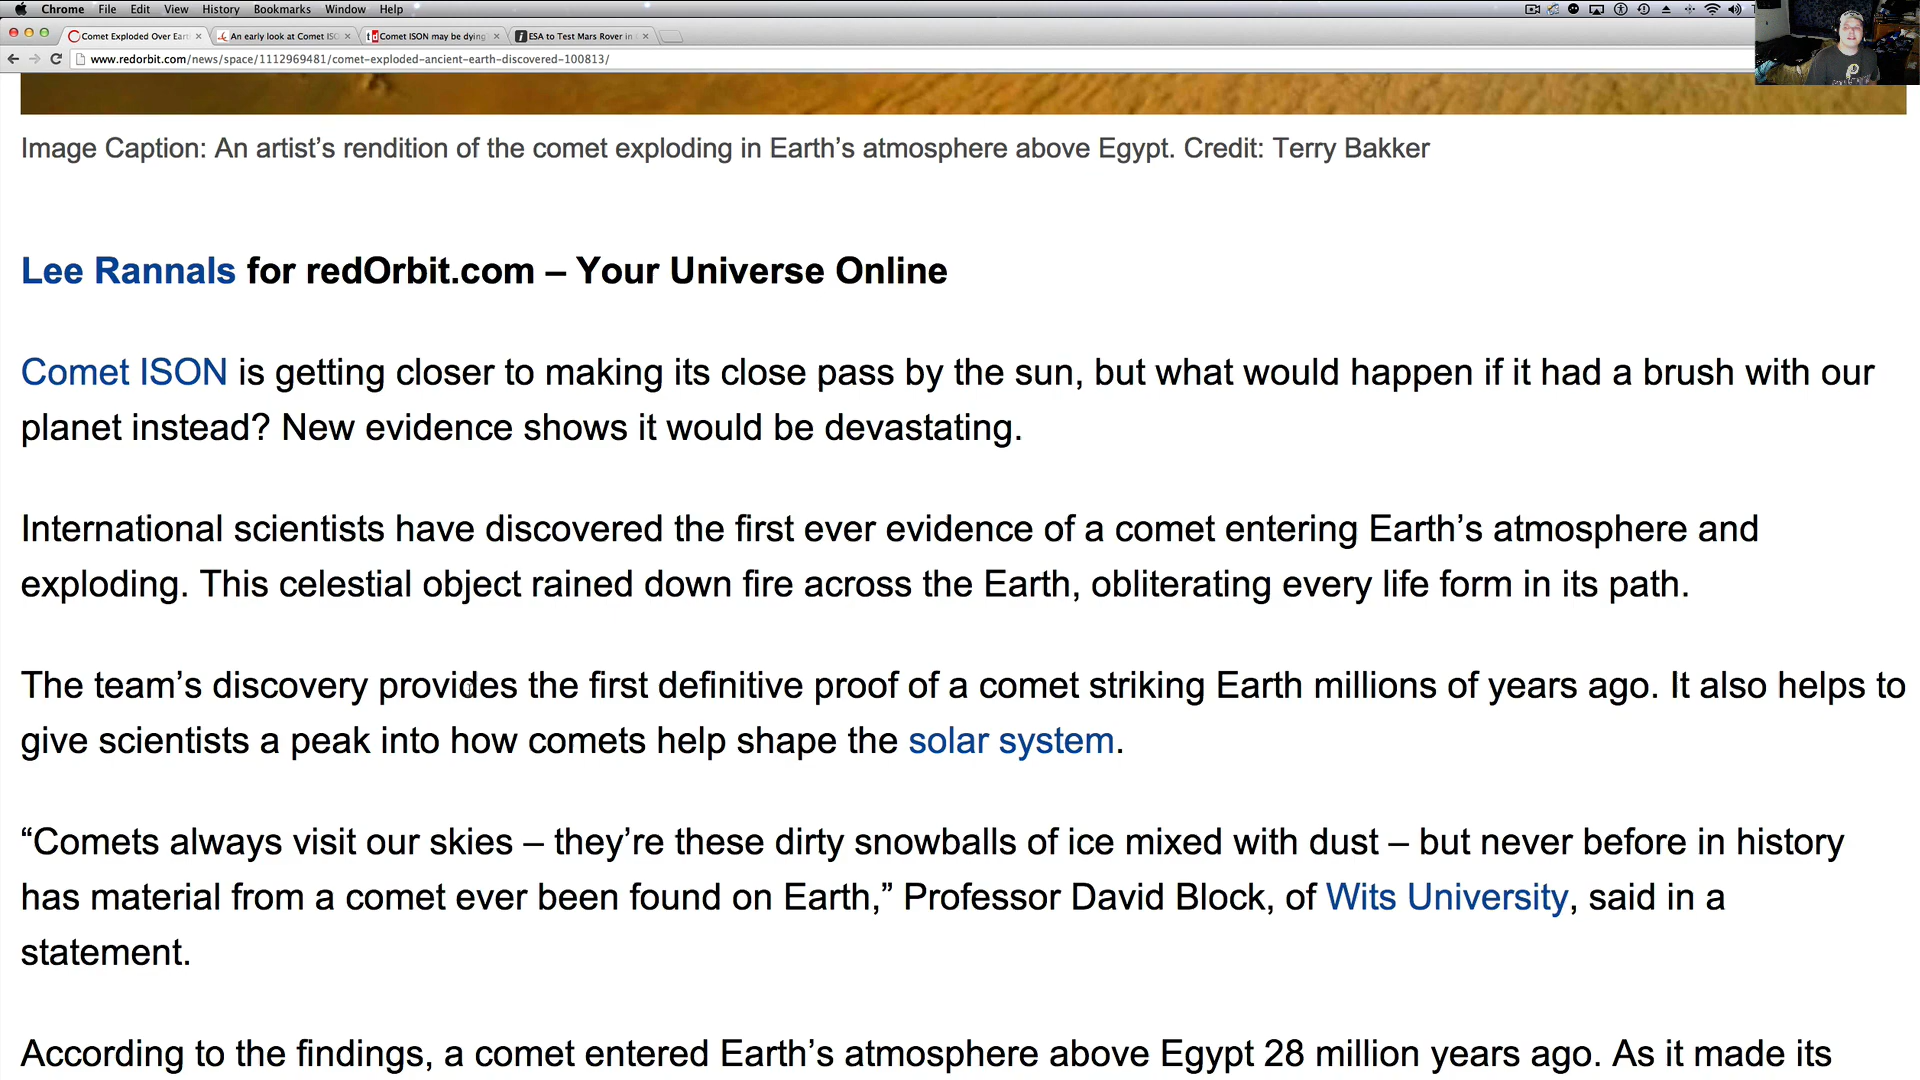 Chrome File Edit View History Bookmarks Window Help
Comet Exploded Over Eart
An early look at Comet ISO
Comet ISON may be dying
ESA to Test Mars Rover in
www.redorbit.com/news/space/1112969481/comet-exploded-ancient-earth-discovered-100813/
Image Caption: An artist’s rendition of the comet exploding in Earth’s atmosphere above Egypt. Credit: Terry Bakker
Lee Rannals for redOrbit.com – Your Universe Online
Comet ISON is getting closer to making its close pass by the sun, but what would happen if it had a brush with our
planet instead? New evidence shows it would be devastating.
International scientists have discovered the first ever evidence of a comet entering Earth’s atmosphere and
exploding. This celestial object rained down fire across the Earth, obliterating every life form in its path.
The team’s discovery provides the first definitive proof of a comet striking Earth millions of years ago. It also helps to
give scientists a peak into how comets help shape the solar system.
“Comets always visit our skies – they’re these dirty snowballs of ice mixed with dust – but never before in history
has material from a comet ever been found on Earth,” Professor David Block, of Wits University, said in a
statement.
According to the findings, a comet entered Earth’s atmosphere above Egypt 28 million years ago. As it made its